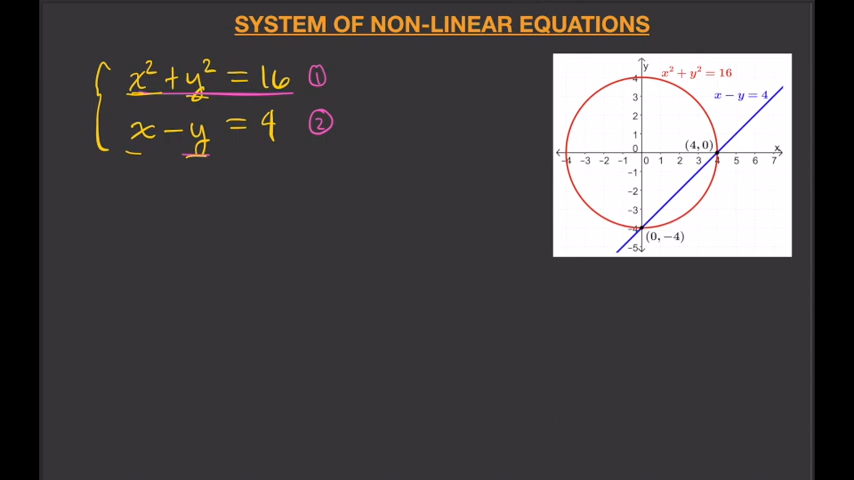 SYSTEM OF NON-LINEAR EQUATIONS
x² + y² = 16 ①
x − y = 4 ②
y
x² + y² = 16
x − y = 4
4
3
2
1
0
(4, 0)
x
−4 −3 −2 −1 0 1 2 3 4 5 6 7
−1
−2
−3
−4
(0, −4)
−5